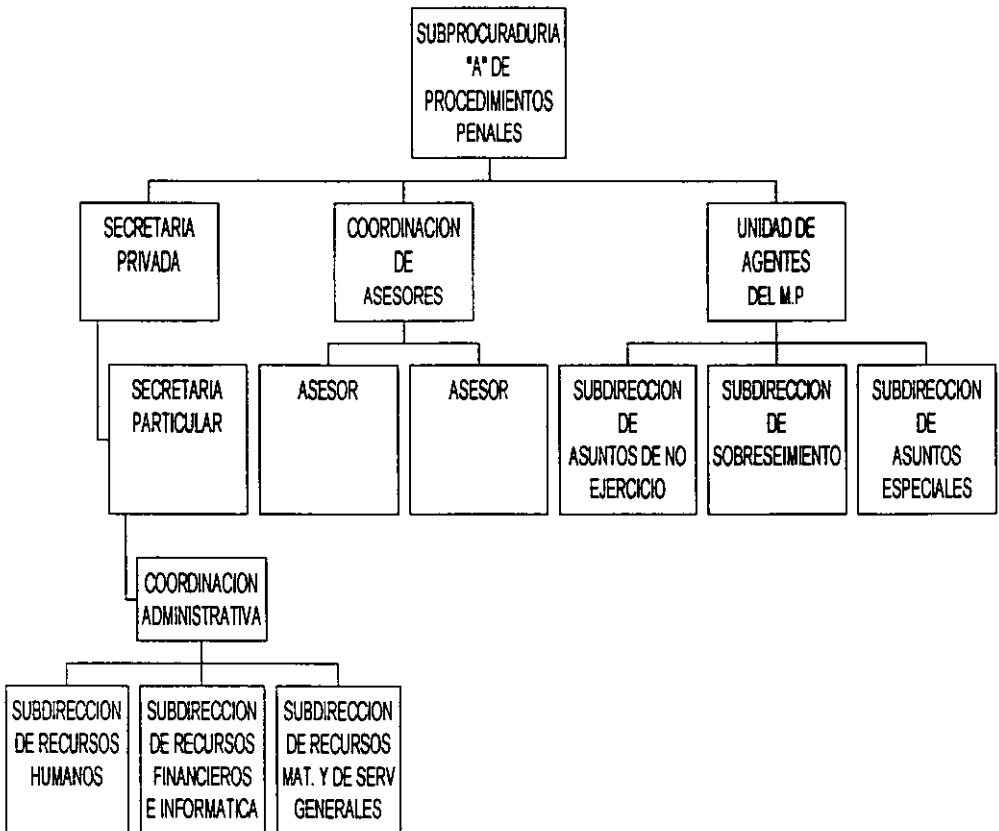 SUBPROCURADURIA
"A" DE
PROCEDIMIENTOS
PENALES
SECRETARIA
PRIVADA
COORDINACION
DE
ASESORES
UNIDAD DE
AGENTES
DEL M.P
SECRETARIA
PARTICULAR
ASESOR
ASESOR
SUBDIRECCION
DE
ASUNTOS DE NO
EJERCICIO
SUBDIRECCION
DE
SOBRESEIMIENTO
SUBDIRECCION
DE
ASUNTOS
ESPECIALES
COORDINACION
ADMINISTRATIVA
SUBDIRECCION
DE RECURSOS
HUMANOS
SUBDIRECCION
DE RECURSOS
FINANCIEROS
E INFORMATICA
SUBDIRECCION
DE RECURSOS
MAT. Y DE SERV
GENERALES